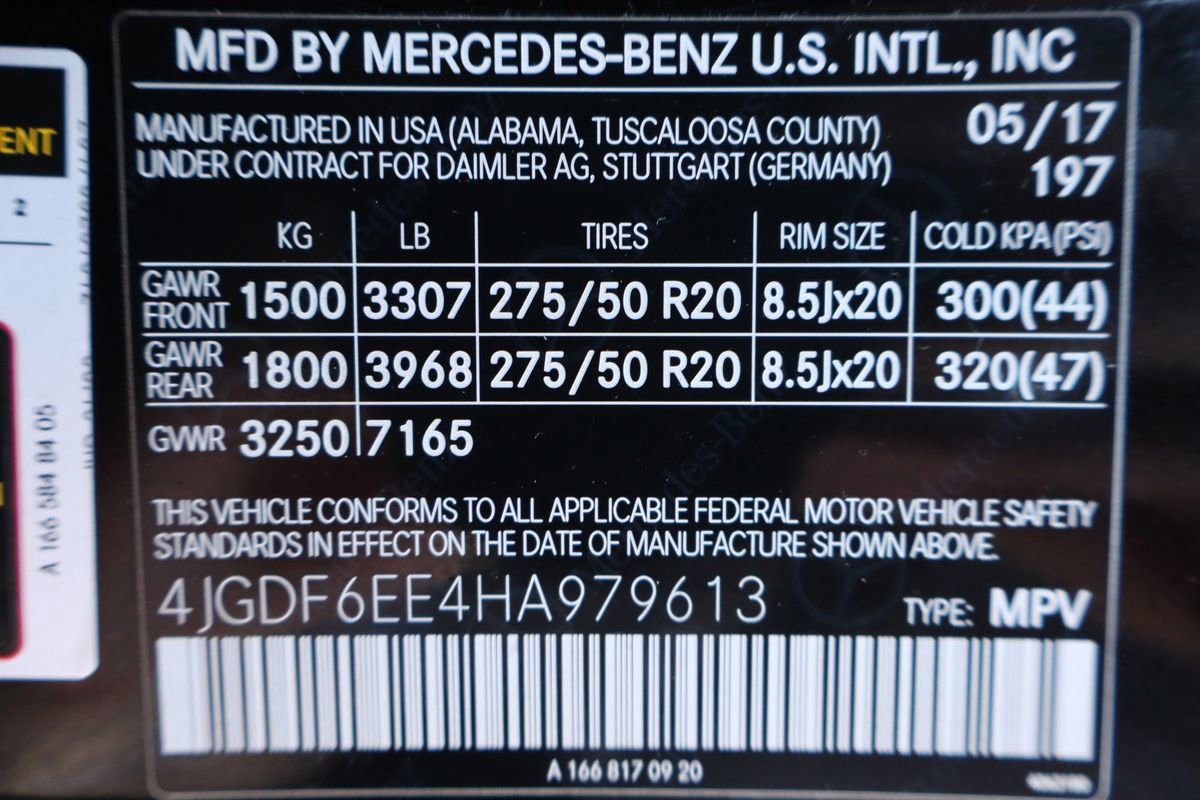 MFD BY MERCEDES-BENZ U.S. INTL., INC
MANUFACTURED IN USA (ALABAMA, TUSCALOOSA COUNTY) 05/17
UNDER CONTRACT FOR DAIMLER AG, STUTTGART (GERMANY) 197
KG LB TIRES RIM SIZE COLD KPA (PSI)
GAWR FRONT 1500 3307 275/50 R20 8.5Jx20 300(44)
GAWR REAR 1800 3968 275/50 R20 8.5Jx20 320(47)
GVWR 3250 7165
THIS VEHICLE CONFORMS TO ALL APPLICABLE FEDERAL MOTOR VEHICLE SAFETY
STANDARDS IN EFFECT ON THE DATE OF MANUFACTURE SHOWN ABOVE.
4JGDF6EE4HA979613 TYPE: MPV
A 166 817 09 20
ENT
2
A 166 584 84 05